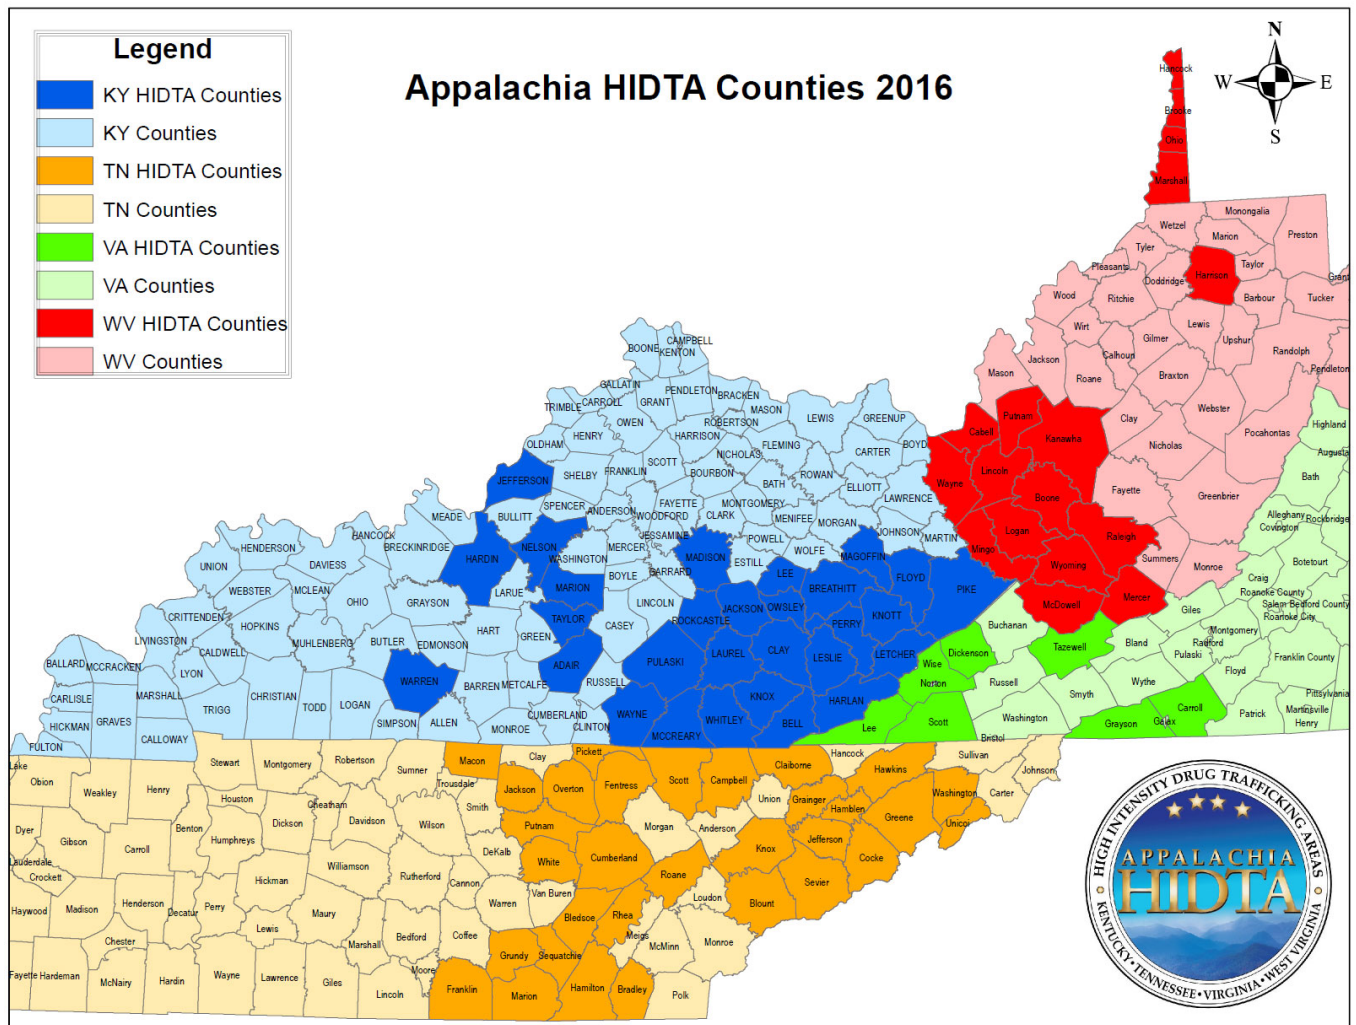 Legend
KY HIDTA Counties
KY Counties
TN HIDTA Counties
TN Counties
VA HIDTA Counties
VA Counties
WV HIDTA Counties
WV Counties
Appalachia HIDTA Counties 2016
N
W
E
S
Hancock
Brooke
Ohio
Marshall
Monongalia
Wetzel
Marion
Preston
Tyler
Pleasants
Doddridge
Harrison
Taylor
Grant
Wood
Ritchie
Barbour
Tucker
Wirt
Lewis
Gilmer
Upshur
Randolph
Mason
Jackson
Calhoun
Roane
Braxton
Pendleton
Putnam
Clay
Webster
Cabell
Kanawha
Nicholas
Pocahontas
Lincoln
Wayne
Boone
Fayette
Greenbrier
Logan
Raleigh
Mingo
Wyoming
Summers
Monroe
McDowell
Mercer
CAMPBELL
BOONE
KENTON
GALLATIN
PENDLETON
BRACKEN
TRIMBLE
CARROLL
GRANT
MASON
LEWIS
GREENUP
OWEN
ROBERTSON
HENRY
HARRISON
OLDHAM
FLEMING
BOYD
NICHOLAS
CARTER
SCOTT
SHELBY
FRANKLIN
BOURBON
ROWAN
JEFFERSON
BATH
ELLIOTT
SPENCER
ANDERSON
FAYETTE
MONTGOMERY
LAWRENCE
MEADE
BULLITT
WOODFORD
CLARK
MENIFEE
MORGAN
HANCOCK
JESSAMINE
POWELL
JOHNSON
MARTIN
HENDERSON
BRECKINRIDGE
NELSON
MERCER
WOLFE
MAGOFFIN
UNION
DAVIESS
HARDIN
WASHINGTON
MADISON
ESTILL
BOYLE
GARRARD
LEE
FLOYD
WEBSTER
MCLEAN
LARUE
MARION
BREATHITT
PIKE
OHIO
GRAYSON
LINCOLN
JACKSON
OWSLEY
CRITTENDEN
TAYLOR
ROCKCASTLE
KNOTT
HOPKINS
HART
GREEN
CASEY
PERRY
LIVINGSTON
MUHLENBERG
BUTLER
EDMONSON
CALDWELL
LAUREL
CLAY
LESLIE
LETCHER
BALLARD
MCCRACKEN
LYON
ADAIR
PULASKI
WARREN
BARREN
METCALFE
RUSSELL
CARLISLE
MARSHALL
TRIGG
CHRISTIAN
TODD
LOGAN
KNOX
HARLAN
HICKMAN
GRAVES
SIMPSON
ALLEN
CUMBERLAND
WAYNE
WHITLEY
BELL
CALLOWAY
MONROE
CLINTON
MCCREARY
FULTON
Highland
Augusta
Bath
Alleghany
Rockbridge
Covington
Botetourt
Craig
Roanoke County
Salem
Bedford County
Roanoke City
Buchanan
Giles
Montgomery
Dickenson
Tazewell
Bland
Radford
Wise
Pulaski
Franklin County
Norton
Russell
Wythe
Floyd
Smyth
Pittsylvania
Carroll
Martinsville
Washington
Lee
Scott
Grayson
Galax
Patrick
Henry
Bristol
Lake
Stewart
Montgomery
Robertson
Sumner
Macon
Clay
Pickett
Claiborne
Hancock
Sullivan
Johnson
Obion
Weakley
Henry
Trousdale
Jackson
Overton
Fentress
Scott
Campbell
Hawkins
Washington
Carter
Houston
Cheatham
Smith
Union
Grainger
Hamblen
Dyer
Gibson
Benton
Dickson
Davidson
Wilson
Putnam
Morgan
Anderson
Greene
Unicoi
Carroll
Humphreys
DeKalb
Knox
Jefferson
Lauderdale
Crockett
Williamson
White
Cumberland
Cocke
Hickman
Rutherford
Cannon
Van Buren
Roane
Sevier
Haywood
Madison
Henderson
Decatur
Perry
Maury
Warren
Bledsoe
Rhea
Loudon
Blount
Lewis
Bedford
Coffee
Meigs
Monroe
Chester
Marshall
McMinn
Fayette
Hardeman
McNairy
Hardin
Wayne
Lawrence
Giles
Moore
Lincoln
Grundy
Sequatchie
Franklin
Marion
Hamilton
Bradley
Polk
HIGH INTENSITY DRUG TRAFFICKING AREAS
APPALACHIA
HIDTA
KENTUCKY • TENNESSEE • VIRGINIA • WEST VIRGINIA